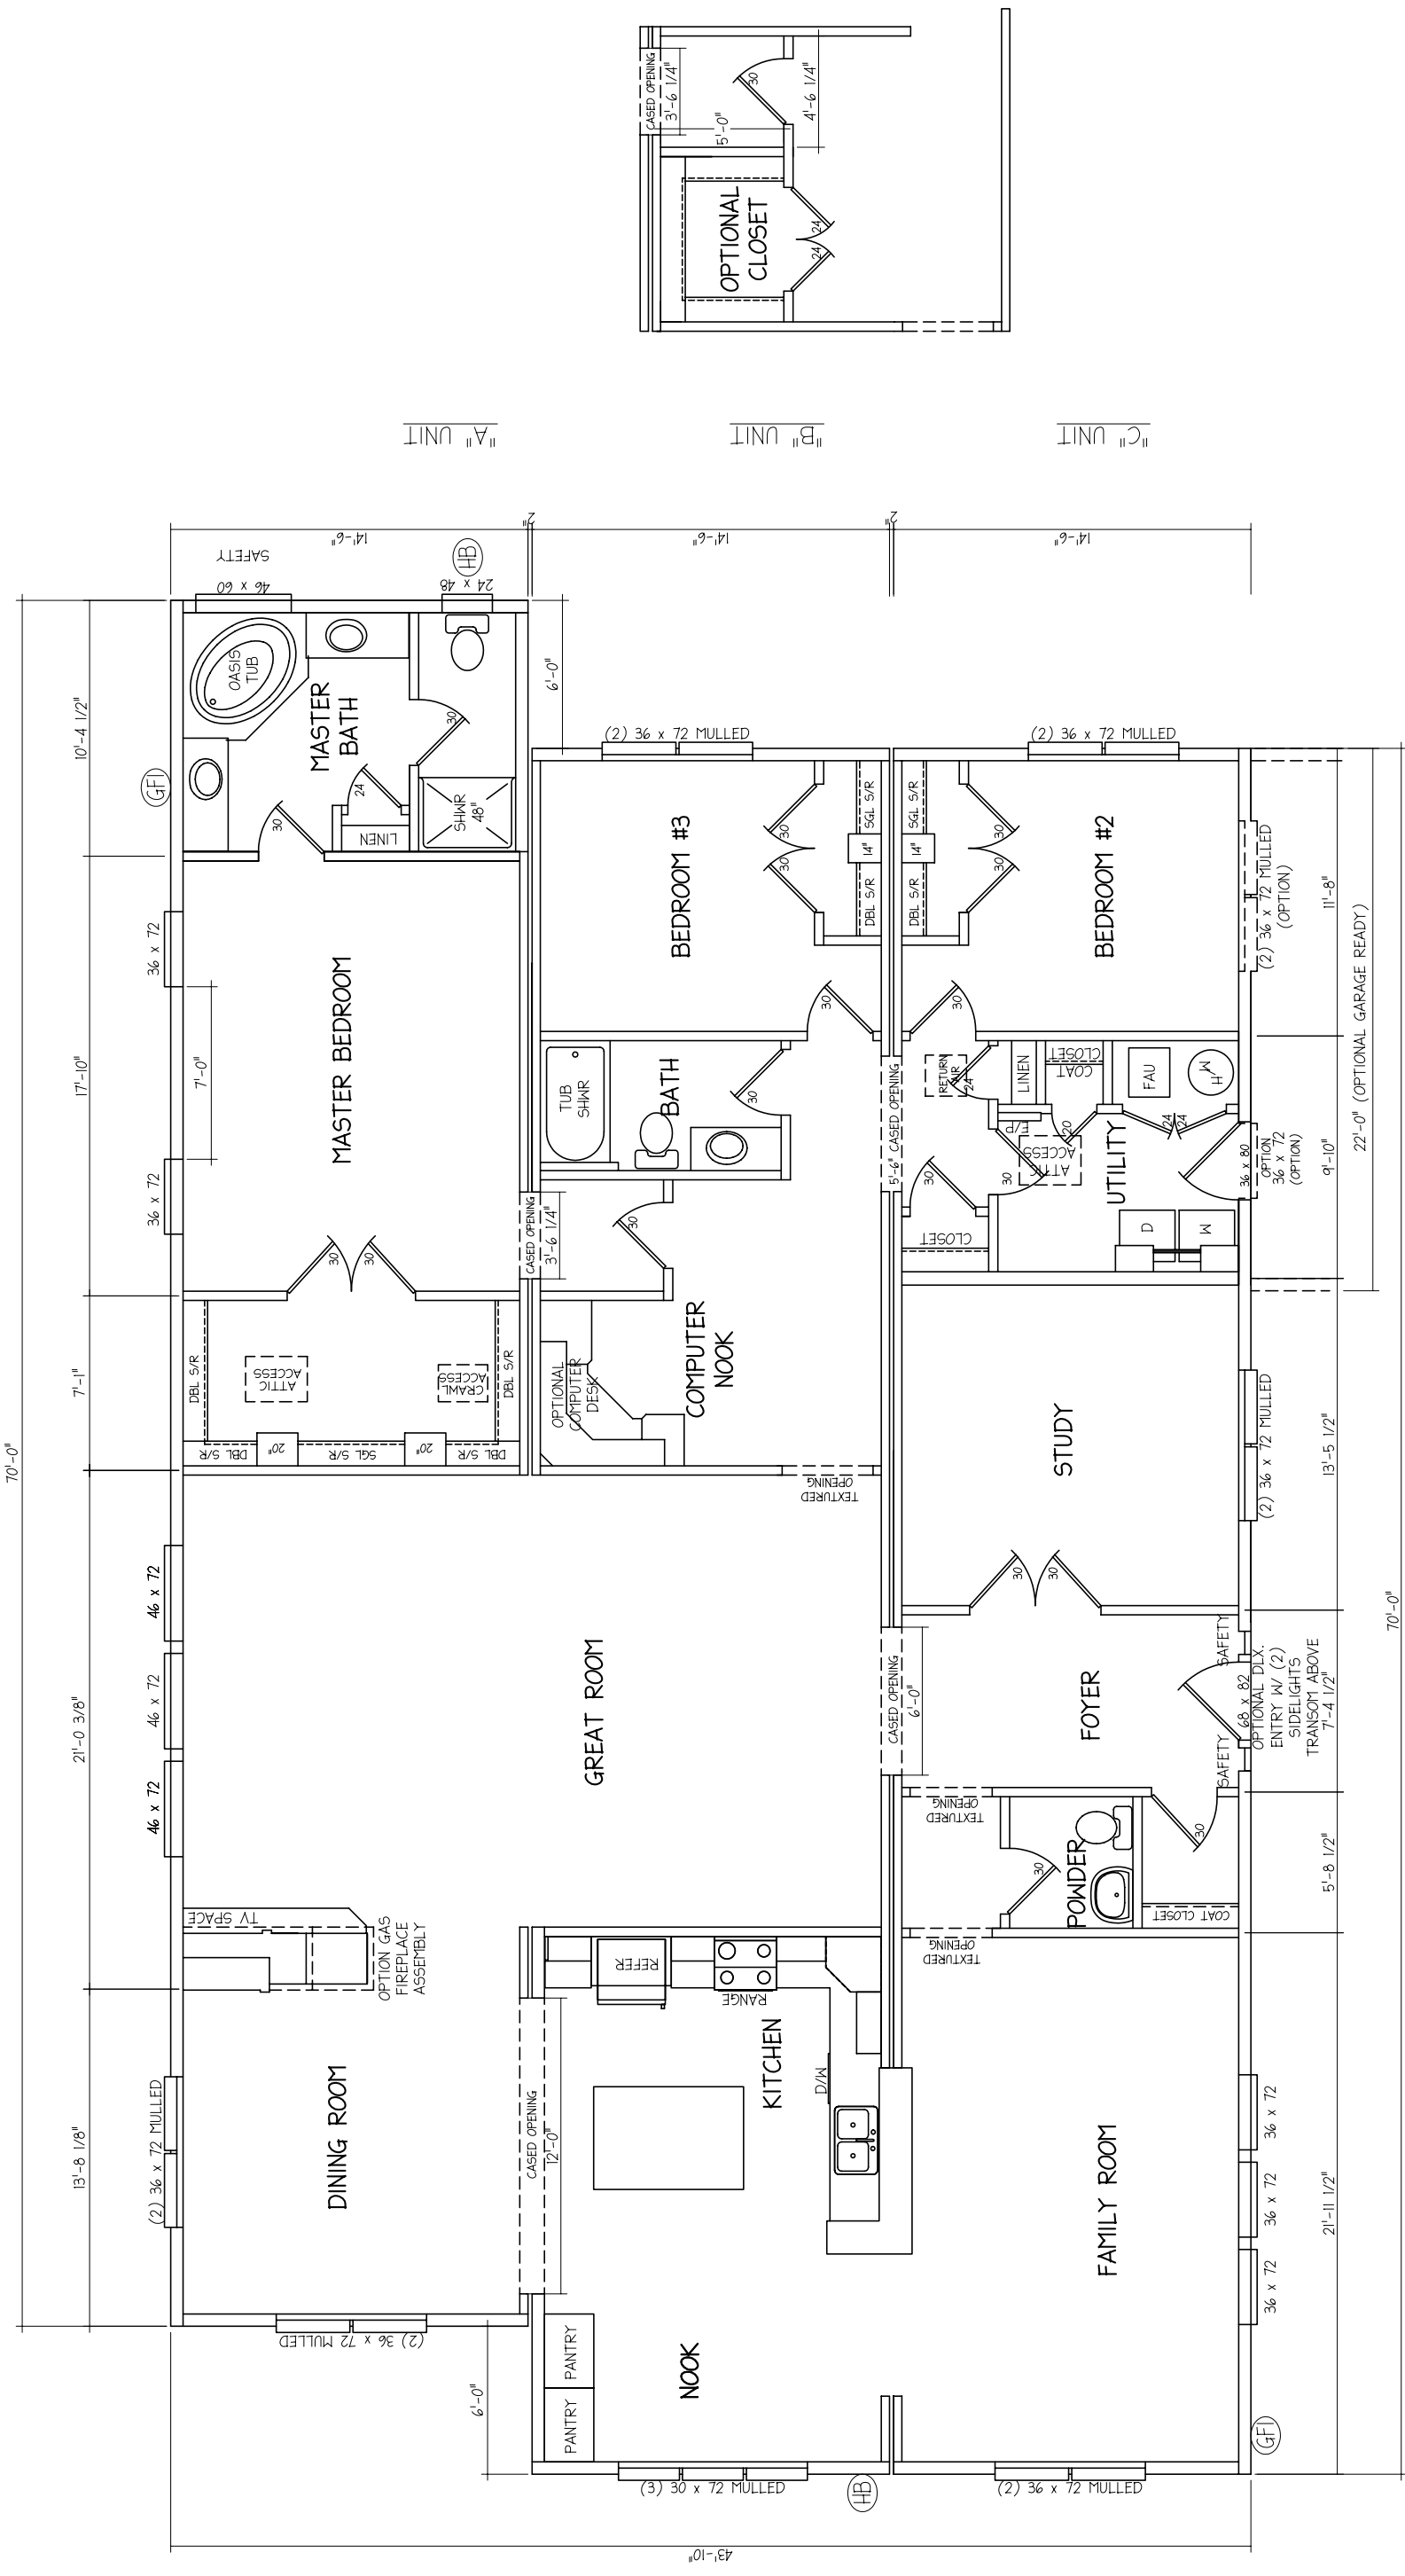 CASED OPENING
3'-6 1/4"
30
5'-0"
4'-6 1/4"
OPTIONAL
CLOSET
24
24
"A" UNIT
"B" UNIT
"C" UNIT
14'-6"
2"
14'-6"
2"
14'-6"
SAFETY
46 x 60
HB
24 x 48
6'-0"
70'-0"
10'-4 1/2"
17'-10"
7'-1"
21'-0 3/8"
13'-8 1/8"
GFI
OASIS
TUB
MASTER
BATH
30
24
30
LINEN
SHWR
48"
36 x 72
7'-0"
36 x 72
MASTER BEDROOM
30
30
(2) 36 x 72 MULLED
(2) 36 x 72 MULLED
BEDROOM #3
30
30
SGL S/R
14"
DBL S/R
SGL S/R
14"
DBL S/R
30
30
BEDROOM #2
(2) 36 x 72 MULLED
(OPTION)
11'-8"
22'-0" (OPTIONAL GARAGE READY)
30
30
TUB
SHWR
BATH
30
5'-6" CASED OPENING
RETURN
AIR
24
LINEN
COAT
CLOSET
FAU
W
H
E/P
20
24
24
ATTIC
ACCESS
30
30
UTILITY
36 x 80
OPTION
36 x 72
(OPTION)
9'-10"
CLOSET
D
W
CASED OPENING
3'-6 1/4"
30
DBL S/R
ATTIC
ACCESS
CRAWL
ACCESS
DBL S/R
DBL S/R
20"
SGL S/R
20"
DBL S/R
OPTIONAL
COMPUTER
DESK
COMPUTER
NOOK
TEXTURED
OPENING
STUDY
(2) 36 x 72 MULLED
13'-5 1/2"
30
30
46 x 72
46 x 72
46 x 72
GREAT ROOM
CASED OPENING
6'-0"
FOYER
SAFETY
SAFETY
68 x 82
OPTIONAL DLX.
ENTRY W/ (2)
SIDELIGHTS
TRANSOM ABOVE
7'-4 1/2"
70'-0"
TV SPACE
OPTION GAS
FIREPLACE
ASSEMBLY
TEXTURED
OPENING
30
POWDER
30
COAT CLOSET
5'-8 1/2"
TEXTURED
OPENING
REFER
RANGE
KITCHEN
D/W
DINING ROOM
(2) 36 x 72 MULLED
CASED OPENING
12'-0"
FAMILY ROOM
36 x 72
36 x 72
36 x 72
21'-11 1/2"
(2) 36 x 72 MULLED
6'-0"
PANTRY
PANTRY
NOOK
(3) 30 x 72 MULLED
HB
(2) 36 x 72 MULLED
GFI
43'-10"